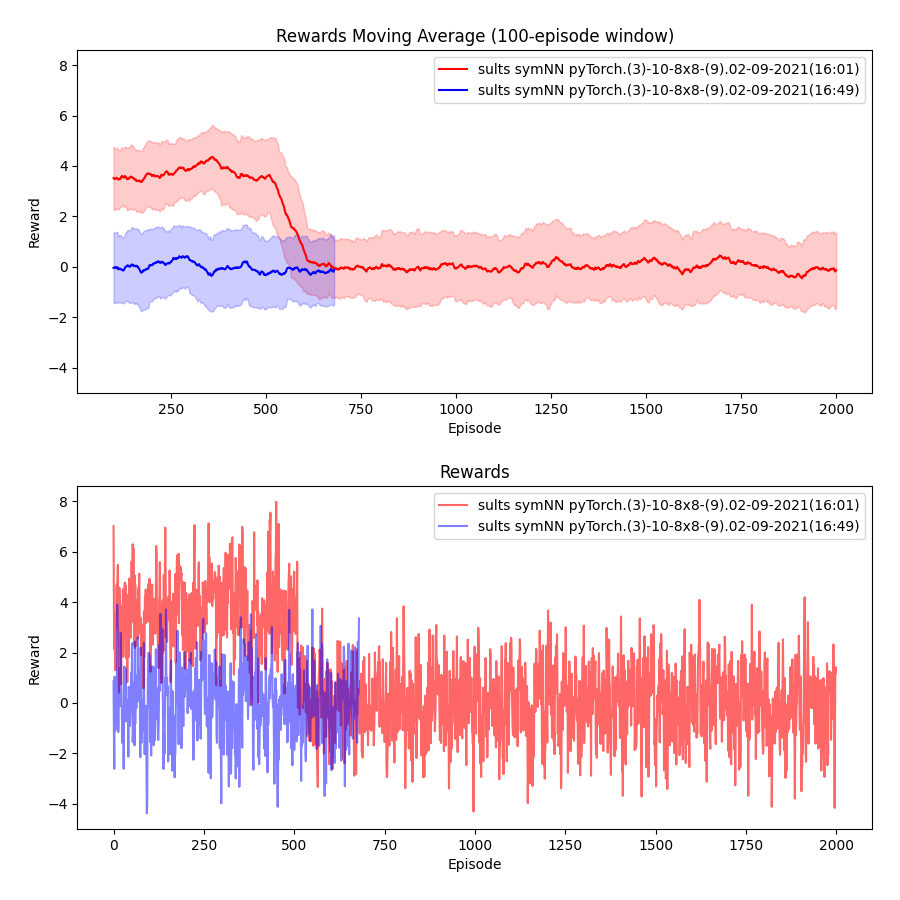 Rewards Moving Average (100-episode window)
sults symNN pyTorch.(3)-10-8x8-(9).02-09-2021(16:01)
sults symNN pyTorch.(3)-10-8x8-(9).02-09-2021(16:49)
8
6
4
2
0
−2
−4
Reward
250 500 750 1000 1250 1500 1750 2000
Episode
Rewards
sults symNN pyTorch.(3)-10-8x8-(9).02-09-2021(16:01)
sults symNN pyTorch.(3)-10-8x8-(9).02-09-2021(16:49)
8
6
4
2
0
−2
−4
Reward
0 250 500 750 1000 1250 1500 1750 2000
Episode